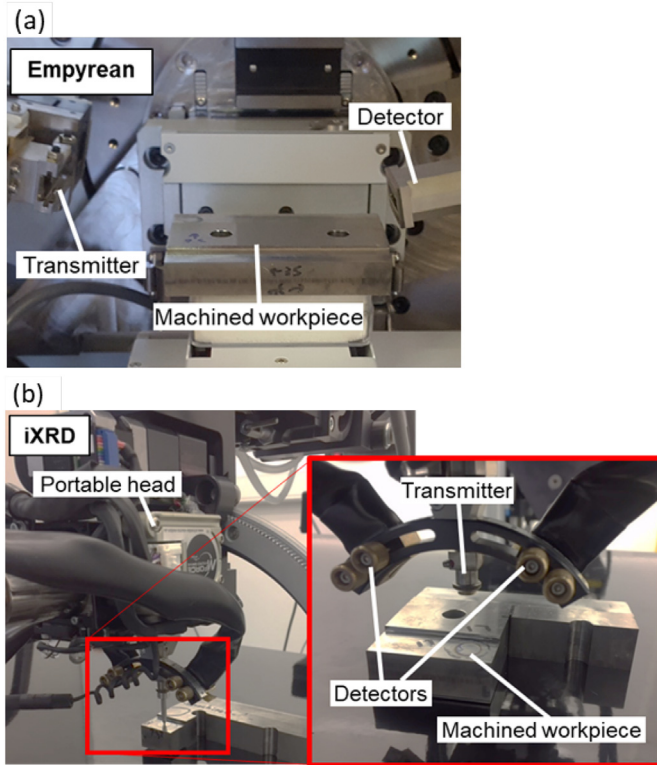 (a)
Empyrean
Detector
Transmitter
Machined workpiece
(b)
iXRD
Portable head
Transmitter
Detectors
Machined workpiece